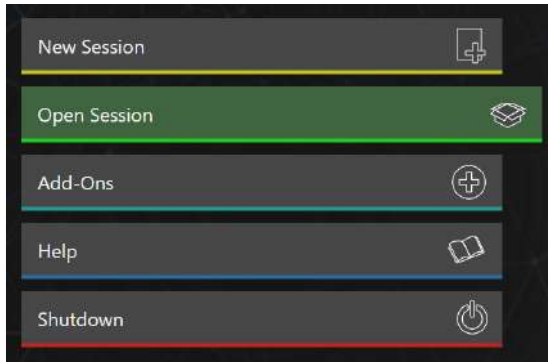 New Session
Open Session
Add-Ons
Help
Shutdown